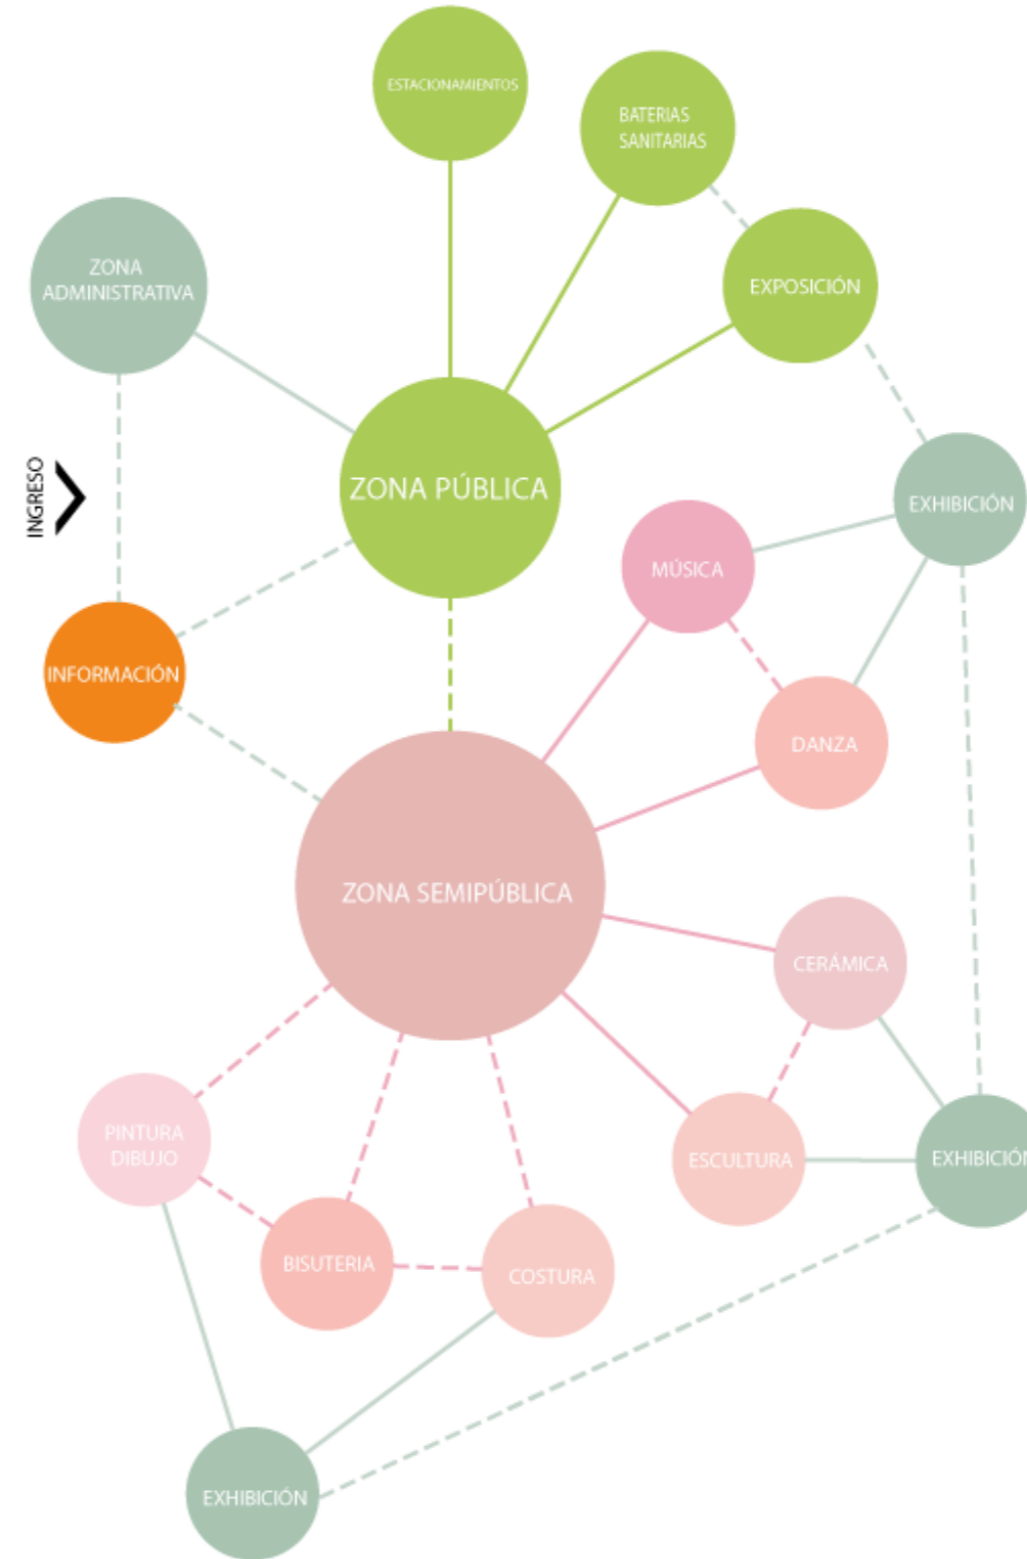 ESTACIONAMIENTOS
BATERIAS
SANITARIAS
ZONA
ADMINISTRATIVA
EXPOSICIÓN
INGRESO
ZONA PÚBLICA
EXHIBICIÓN
MÚSICA
INFORMACIÓN
DANZA
ZONA SEMIPÚBLICA
CERÁMICA
PINTURA
DIBUJO
ESCULTURA
EXHIBICIÓN
BISUTERIA
COSTURA
EXHIBICIÓN